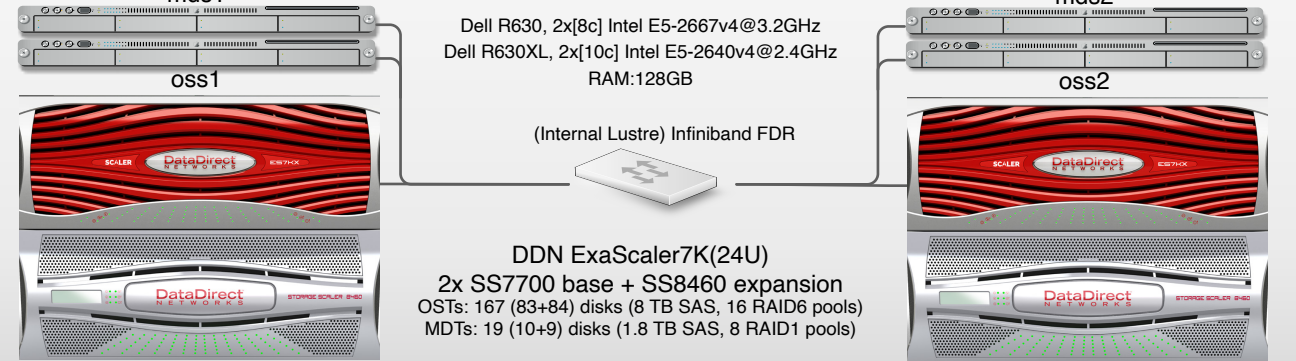 mds1
mds2
Dell R630, 2x[8c] Intel E5-2667v4@3.2GHz
Dell R630XL, 2x[10c] Intel E5-2640v4@2.4GHz
RAM:128GB
oss1
oss2
(Internal Lustre) Infiniband FDR
SCALER DataDirect NETWORKS ES7KX
SCALER DataDirect NETWORKS ES7KX
DDN ExaScaler7K(24U)
2x SS7700 base + SS8460 expansion
OSTs: 167 (83+84) disks (8 TB SAS, 16 RAID6 pools)
MDTs: 19 (10+9) disks (1.8 TB SAS, 8 RAID1 pools)
DataDirect NETWORKS STORAGE SCALER 8460
DataDirect NETWORKS STORAGE SCALER 8460